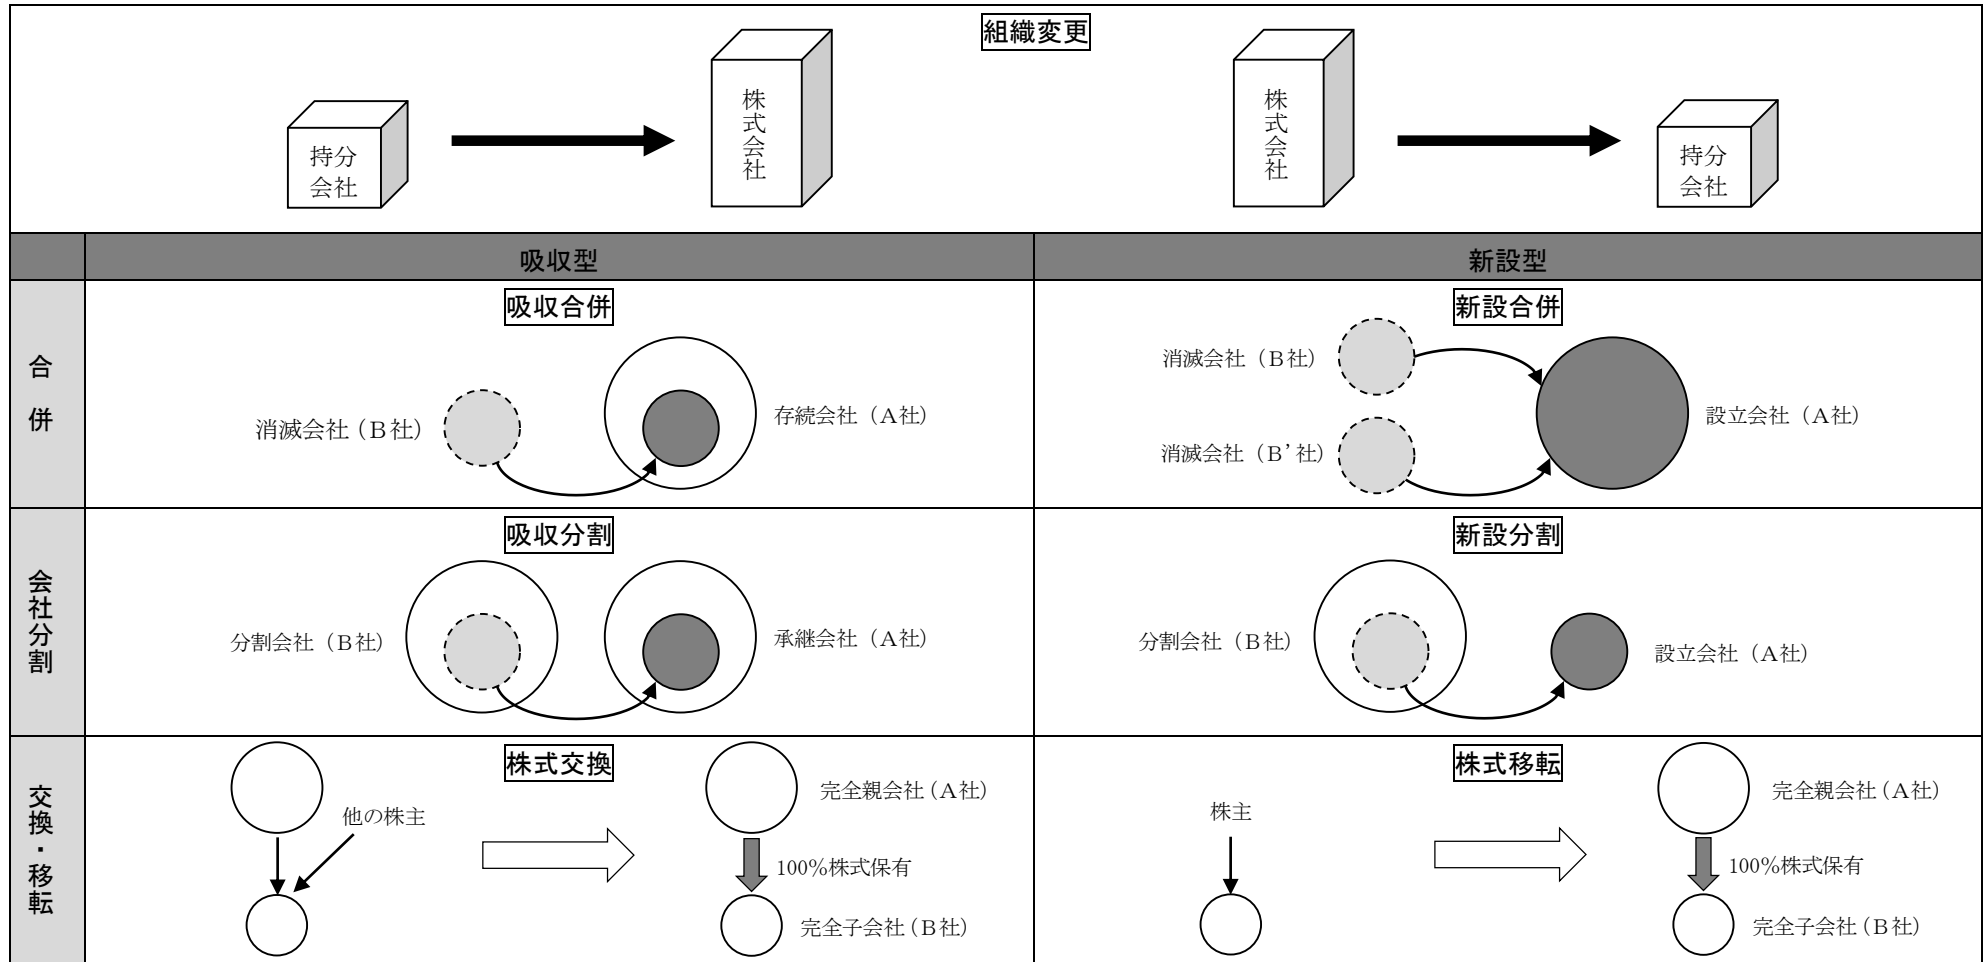 組織変更
持分
会社
株式会社
株式会社
持分
会社
吸収型
新設型
合併
吸収合併
消滅会社（Ｂ社）
存続会社（Ａ社）
新設合併
消滅会社（Ｂ社）
消滅会社（Ｂ’社）
設立会社（Ａ社）
会社分割
吸収分割
分割会社（Ｂ社）
承継会社（Ａ社）
新設分割
分割会社（Ｂ社）
設立会社（Ａ社）
交換・移転
株式交換
他の株主
完全親会社（Ａ社）
100％株式保有
完全子会社（Ｂ社）
株式移転
株主
完全親会社（Ａ社）
100％株式保有
完全子会社（Ｂ社）